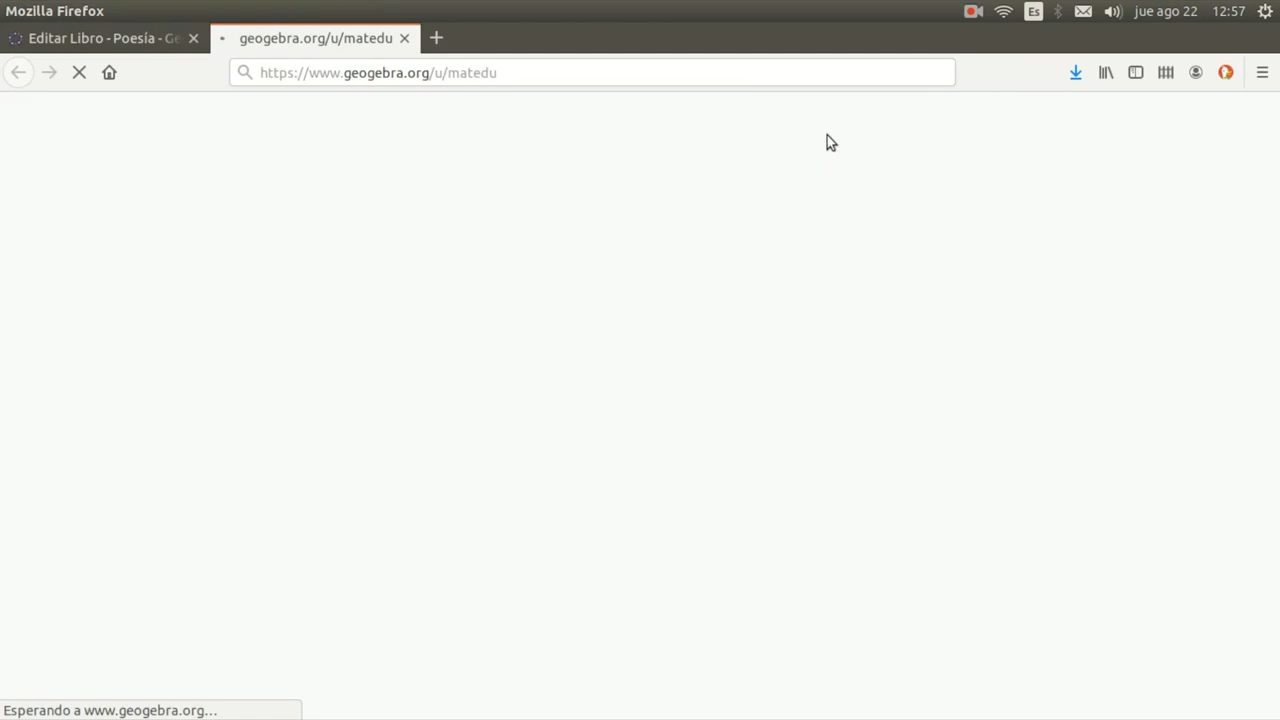 Mozilla Firefox
Es
jue ago 22
12:57
Editar Libro - Poesía - Ge
geogebra.org/u/matedu
https://www.geogebra.org/u/matedu
Esperando a www.geogebra.org...